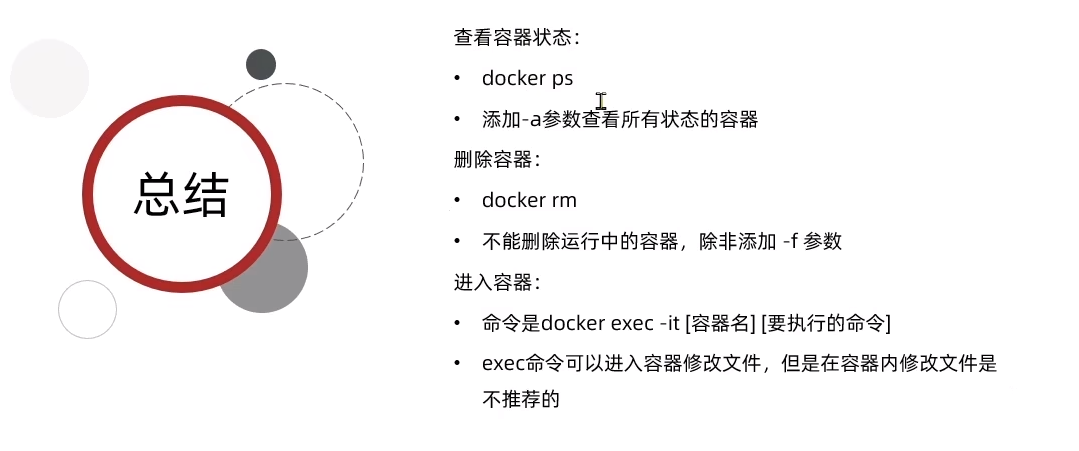 总结
查看容器状态：
• docker ps
• 添加-a参数查看所有状态的容器
删除容器：
• docker rm
• 不能删除运行中的容器，除非添加 -f 参数
进入容器：
• 命令是docker exec -it [容器名] [要执行的命令]
• exec命令可以进入容器修改文件，但是在容器内修改文件是
不推荐的